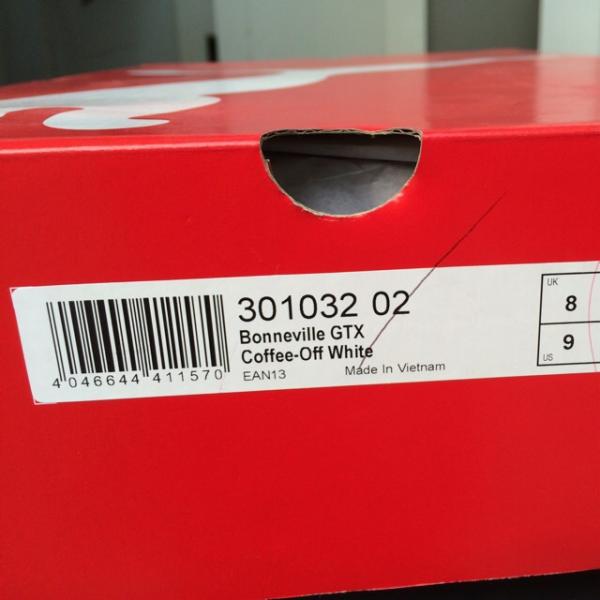 301032 02
Bonneville GTX
Coffee-Off White
4 046644 411570
EAN13
Made In Vietnam
UK
8
9
US